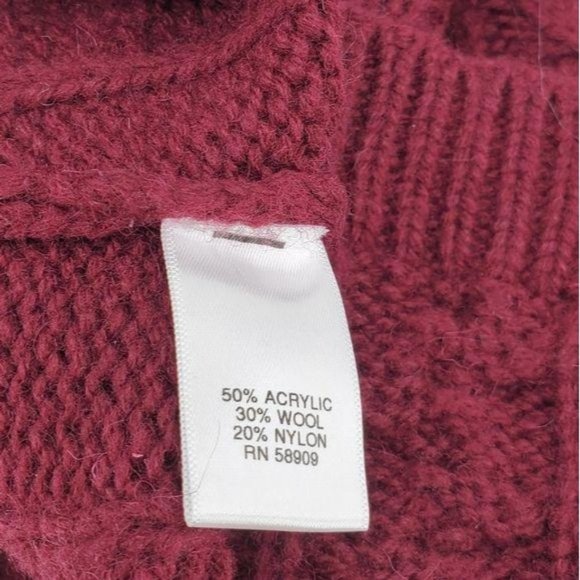 50% ACRYLIC
30% WOOL
20% NYLON
RN 58909